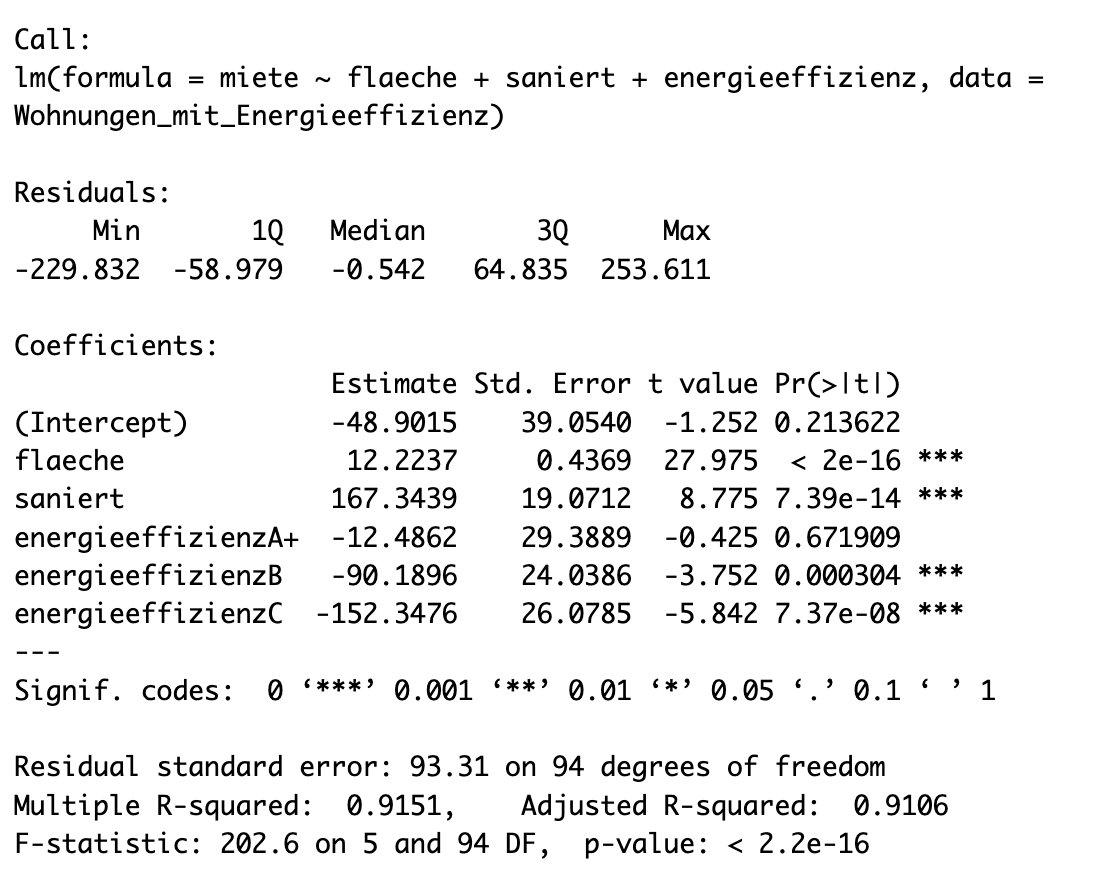 Call:
lm(formula = miete ~ flaeche + saniert + energieeffizienz, data =
Wohnungen_mit_Energieeffizienz)
Residuals:
     Min       1Q   Median       3Q      Max
-229.832  -58.979   -0.542   64.835  253.611
Coefficients:
                    Estimate Std. Error t value Pr(>|t|)
(Intercept)         -48.9015    39.0540  -1.252 0.213622
flaeche              12.2237     0.4369  27.975  < 2e-16 ***
saniert             167.3439    19.0712   8.775 7.39e-14 ***
energieeffizienzA+  -12.4862    29.3889  -0.425 0.671909
energieeffizienzB   -90.1896    24.0386  -3.752 0.000304 ***
energieeffizienzC  -152.3476    26.0785  -5.842 7.37e-08 ***
---
Signif. codes:  0 ‘***’ 0.001 ‘**’ 0.01 ‘*’ 0.05 ‘.’ 0.1 ‘ ’ 1
Residual standard error: 93.31 on 94 degrees of freedom
Multiple R-squared:  0.9151,    Adjusted R-squared:  0.9106
F-statistic: 202.6 on 5 and 94 DF,  p-value: < 2.2e-16